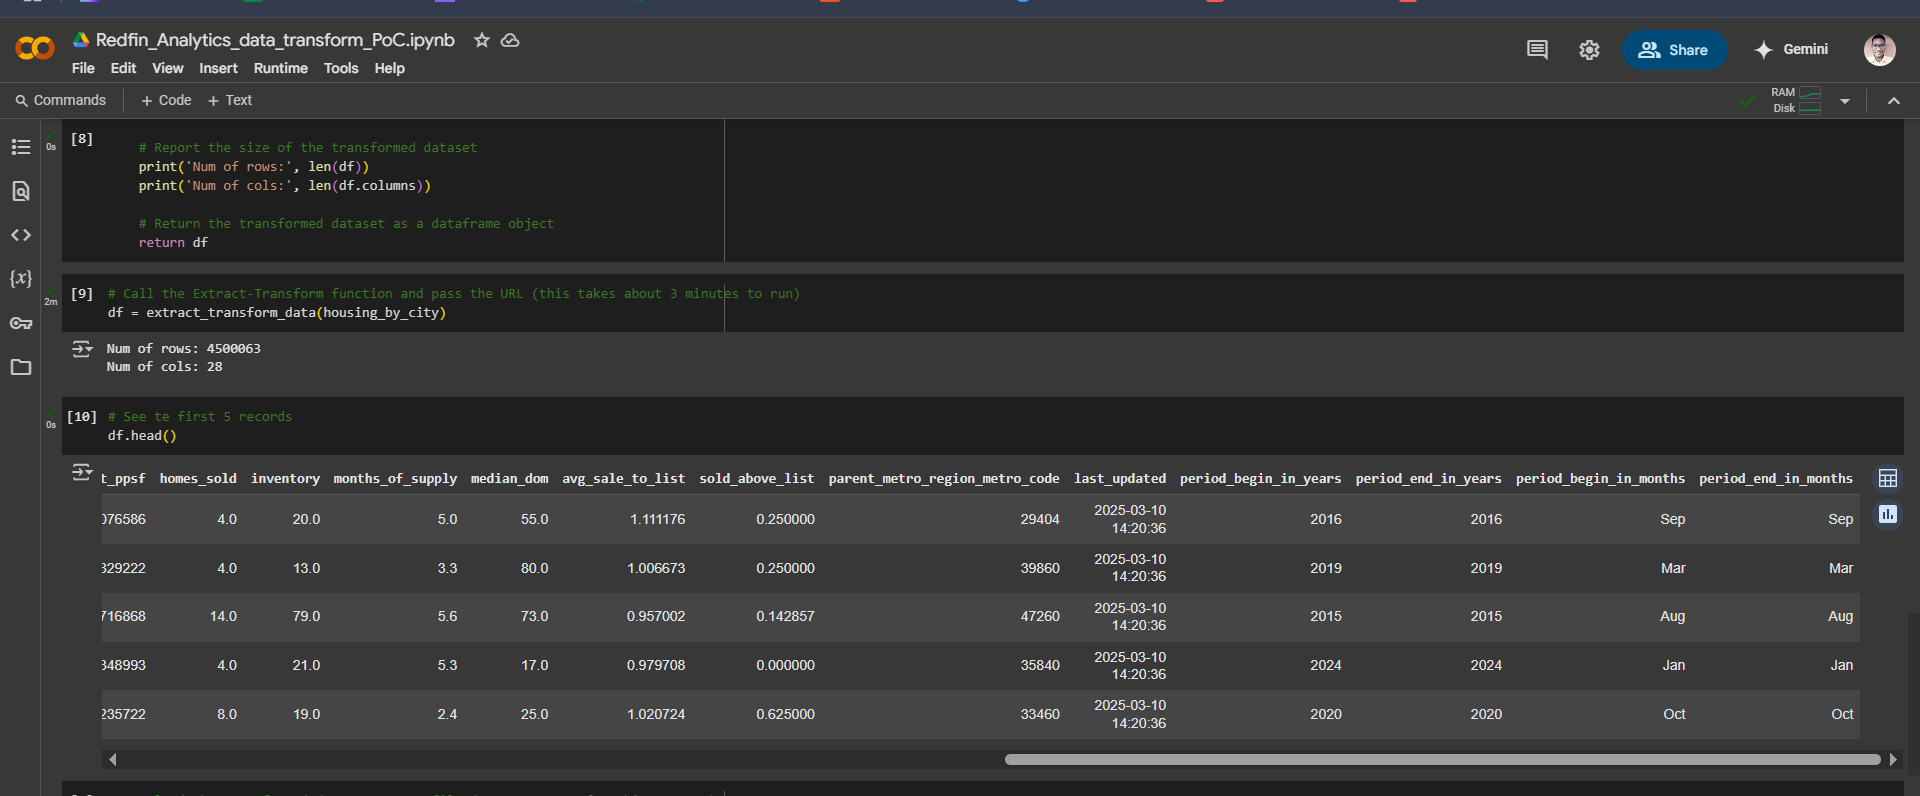 Redfin_Analytics_data_transform_PoC.ipynb
File Edit View Insert Runtime Tools Help
Share
Gemini
Commands + Code + Text
RAM
Disk
[8]
0s
# Report the size of the transformed dataset
print('Num of rows:', len(df))
print('Num of cols:', len(df.columns))
# Return the transformed dataset as a dataframe object
return df
[9]
2m
# Call the Extract-Transform function and pass the URL (this takes about 3 minutes to run)
df = extract_transform_data(housing_by_city)
Num of rows: 4500063
Num of cols: 28
[10]
0s
# See te first 5 records
df.head()
t_ppsf homes_sold inventory months_of_supply median_dom avg_sale_to_list sold_above_list parent_metro_region_metro_code last_updated period_begin_in_years period_end_in_years period_begin_in_months period_end_in_months
076586 4.0 20.0 5.0 55.0 1.111176 0.250000 29404 2025-03-10 14:20:36 2016 2016 Sep Sep
329222 4.0 13.0 3.3 80.0 1.006673 0.250000 39860 2025-03-10 14:20:36 2019 2019 Mar Mar
716868 14.0 79.0 5.6 73.0 0.957002 0.142857 47260 2025-03-10 14:20:36 2015 2015 Aug Aug
348993 4.0 21.0 5.3 17.0 0.979708 0.000000 35840 2025-03-10 14:20:36 2024 2024 Jan Jan
235722 8.0 19.0 2.4 25.0 1.020724 0.625000 33460 2025-03-10 14:20:36 2020 2020 Oct Oct